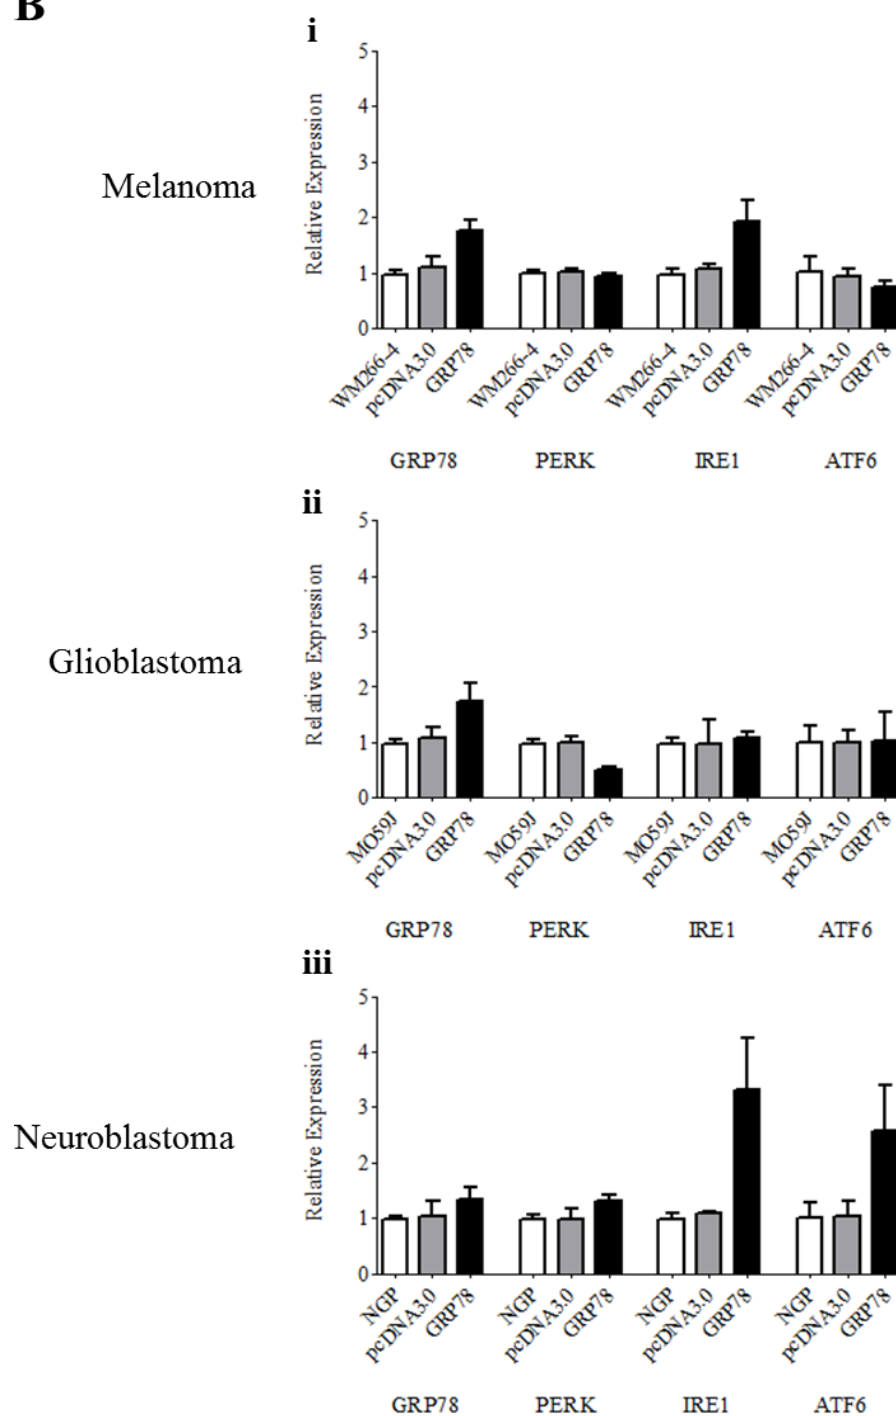 B
i
Melanoma
Relative Expression
5
4
3
2
1
0
WM266-4 pcDNA3.0 GRP78 WM266-4 pcDNA3.0 GRP78 WM266-4 pcDNA3.0 GRP78 WM266-4 pcDNA3.0 GRP78
GRP78 PERK IRE1 ATF6
ii
Glioblastoma
Relative Expression
5
4
3
2
1
0
MO59J pcDNA3.0 GRP78 MO59J pcDNA3.0 GRP78 MO59J pcDNA3.0 GRP78 MO59J pcDNA3.0 GRP78
GRP78 PERK IRE1 ATF6
iii
Neuroblastoma
Relative Expression
5
4
3
2
1
0
NGP pcDNA3.0 GRP78 NGP pcDNA3.0 GRP78 NGP pcDNA3.0 GRP78 NGP pcDNA3.0 GRP78
GRP78 PERK IRE1 ATF6